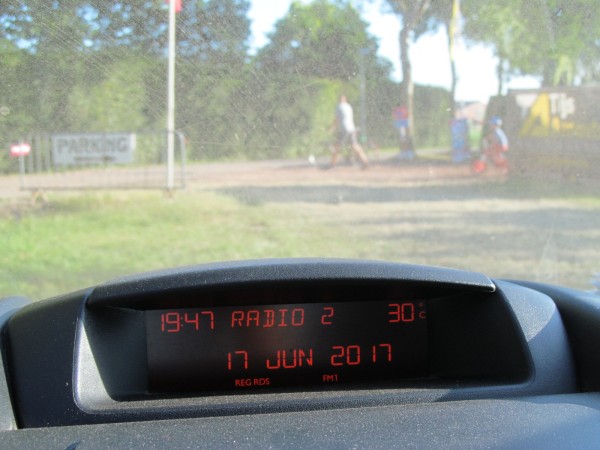 PARKING
19:47 RADIO 2 30°C
17 JUN 2017
REG RDS FM1